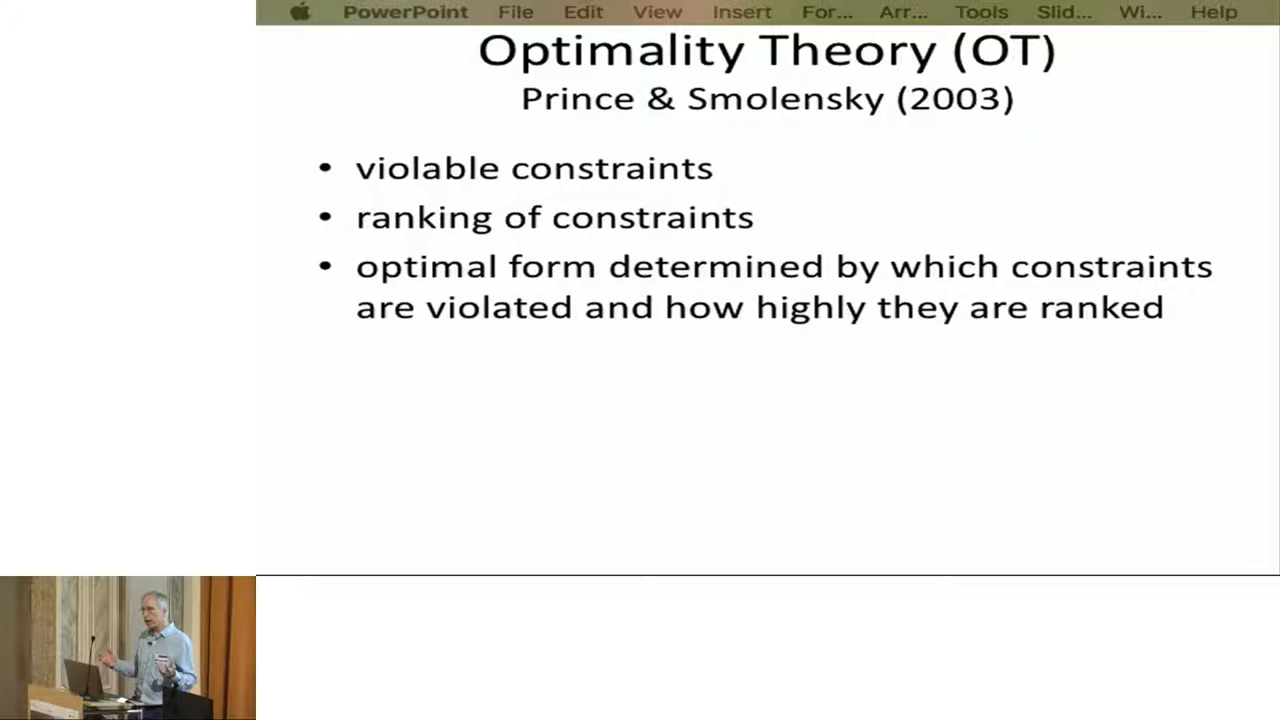 PowerPoint File Edit View Insert For... Arr... Tools Slid... Wi... Help
Optimality Theory (OT)
Prince & Smolensky (2003)
• violable constraints
• ranking of constraints
• optimal form determined by which constraints
are violated and how highly they are ranked